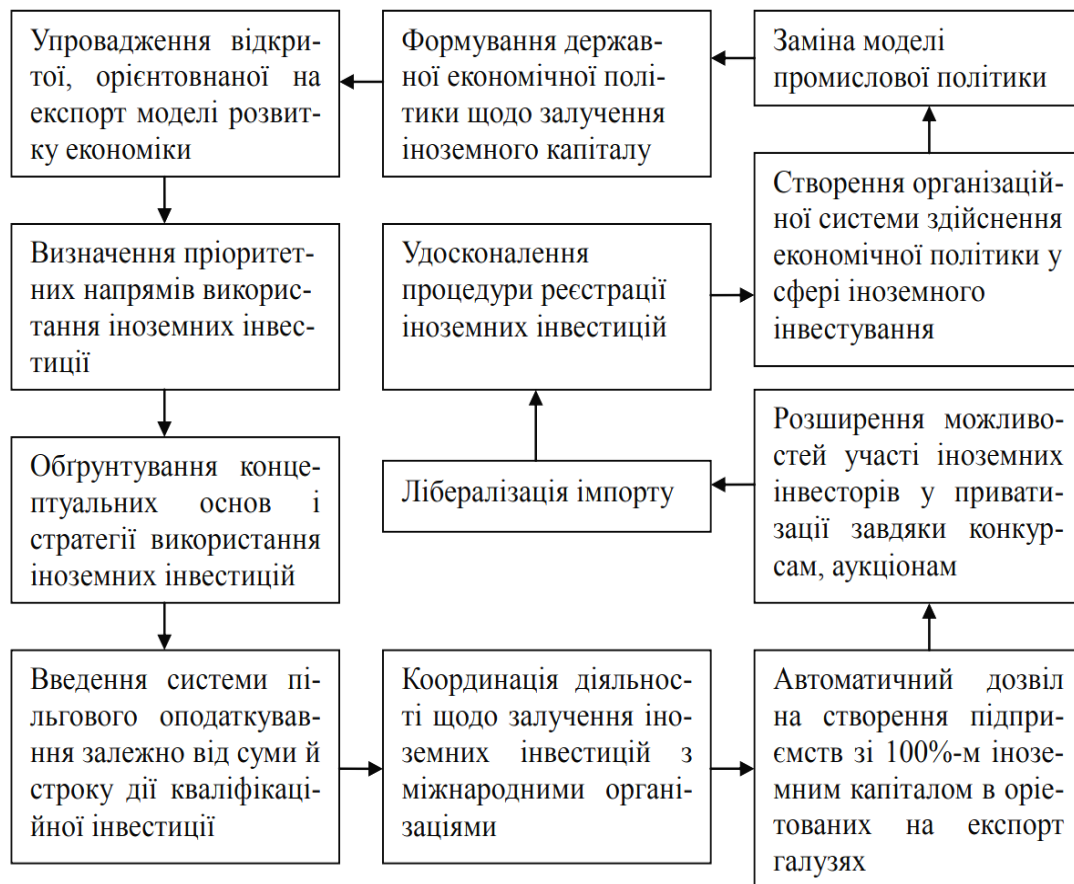 Упровадження відкри-
тої, орієнтовнаної на
експорт моделі розвит-
ку економіки
Формування держав-
ної економічної полі-
тики щодо залучення
іноземного капіталу
Заміна моделі
промислової політики
Створення організацій-
ної системи здійснення
економічної політики у
сфері іноземного
інвестування
Визначення пріоритет-
них напрямів викорис-
тання іноземних інвес-
тиції
Удосконалення
процедури реєстрації
іноземних інвестицій
Обґрунтування конце-
птуальних основ і
стратегії використання
іноземних інвестицій
Лібералізація імпорту
Розширення можливо-
стей участі іноземних
інвесторів у привати-
зації завдяки конкур-
сам, аукціонам
Введення системи пі-
льгового оподаткуван-
ня залежно від суми й
строку дії кваліфікаці-
йної інвестиції
Координація діяльнос-
ті щодо залучення іно-
земних інвестицій з
міжнародними органі-
заціями
Автоматичний дозвіл
на створення підпри-
ємств зі 100%-м інозе-
мним капіталом в оріє-
тованих на експорт
галузях